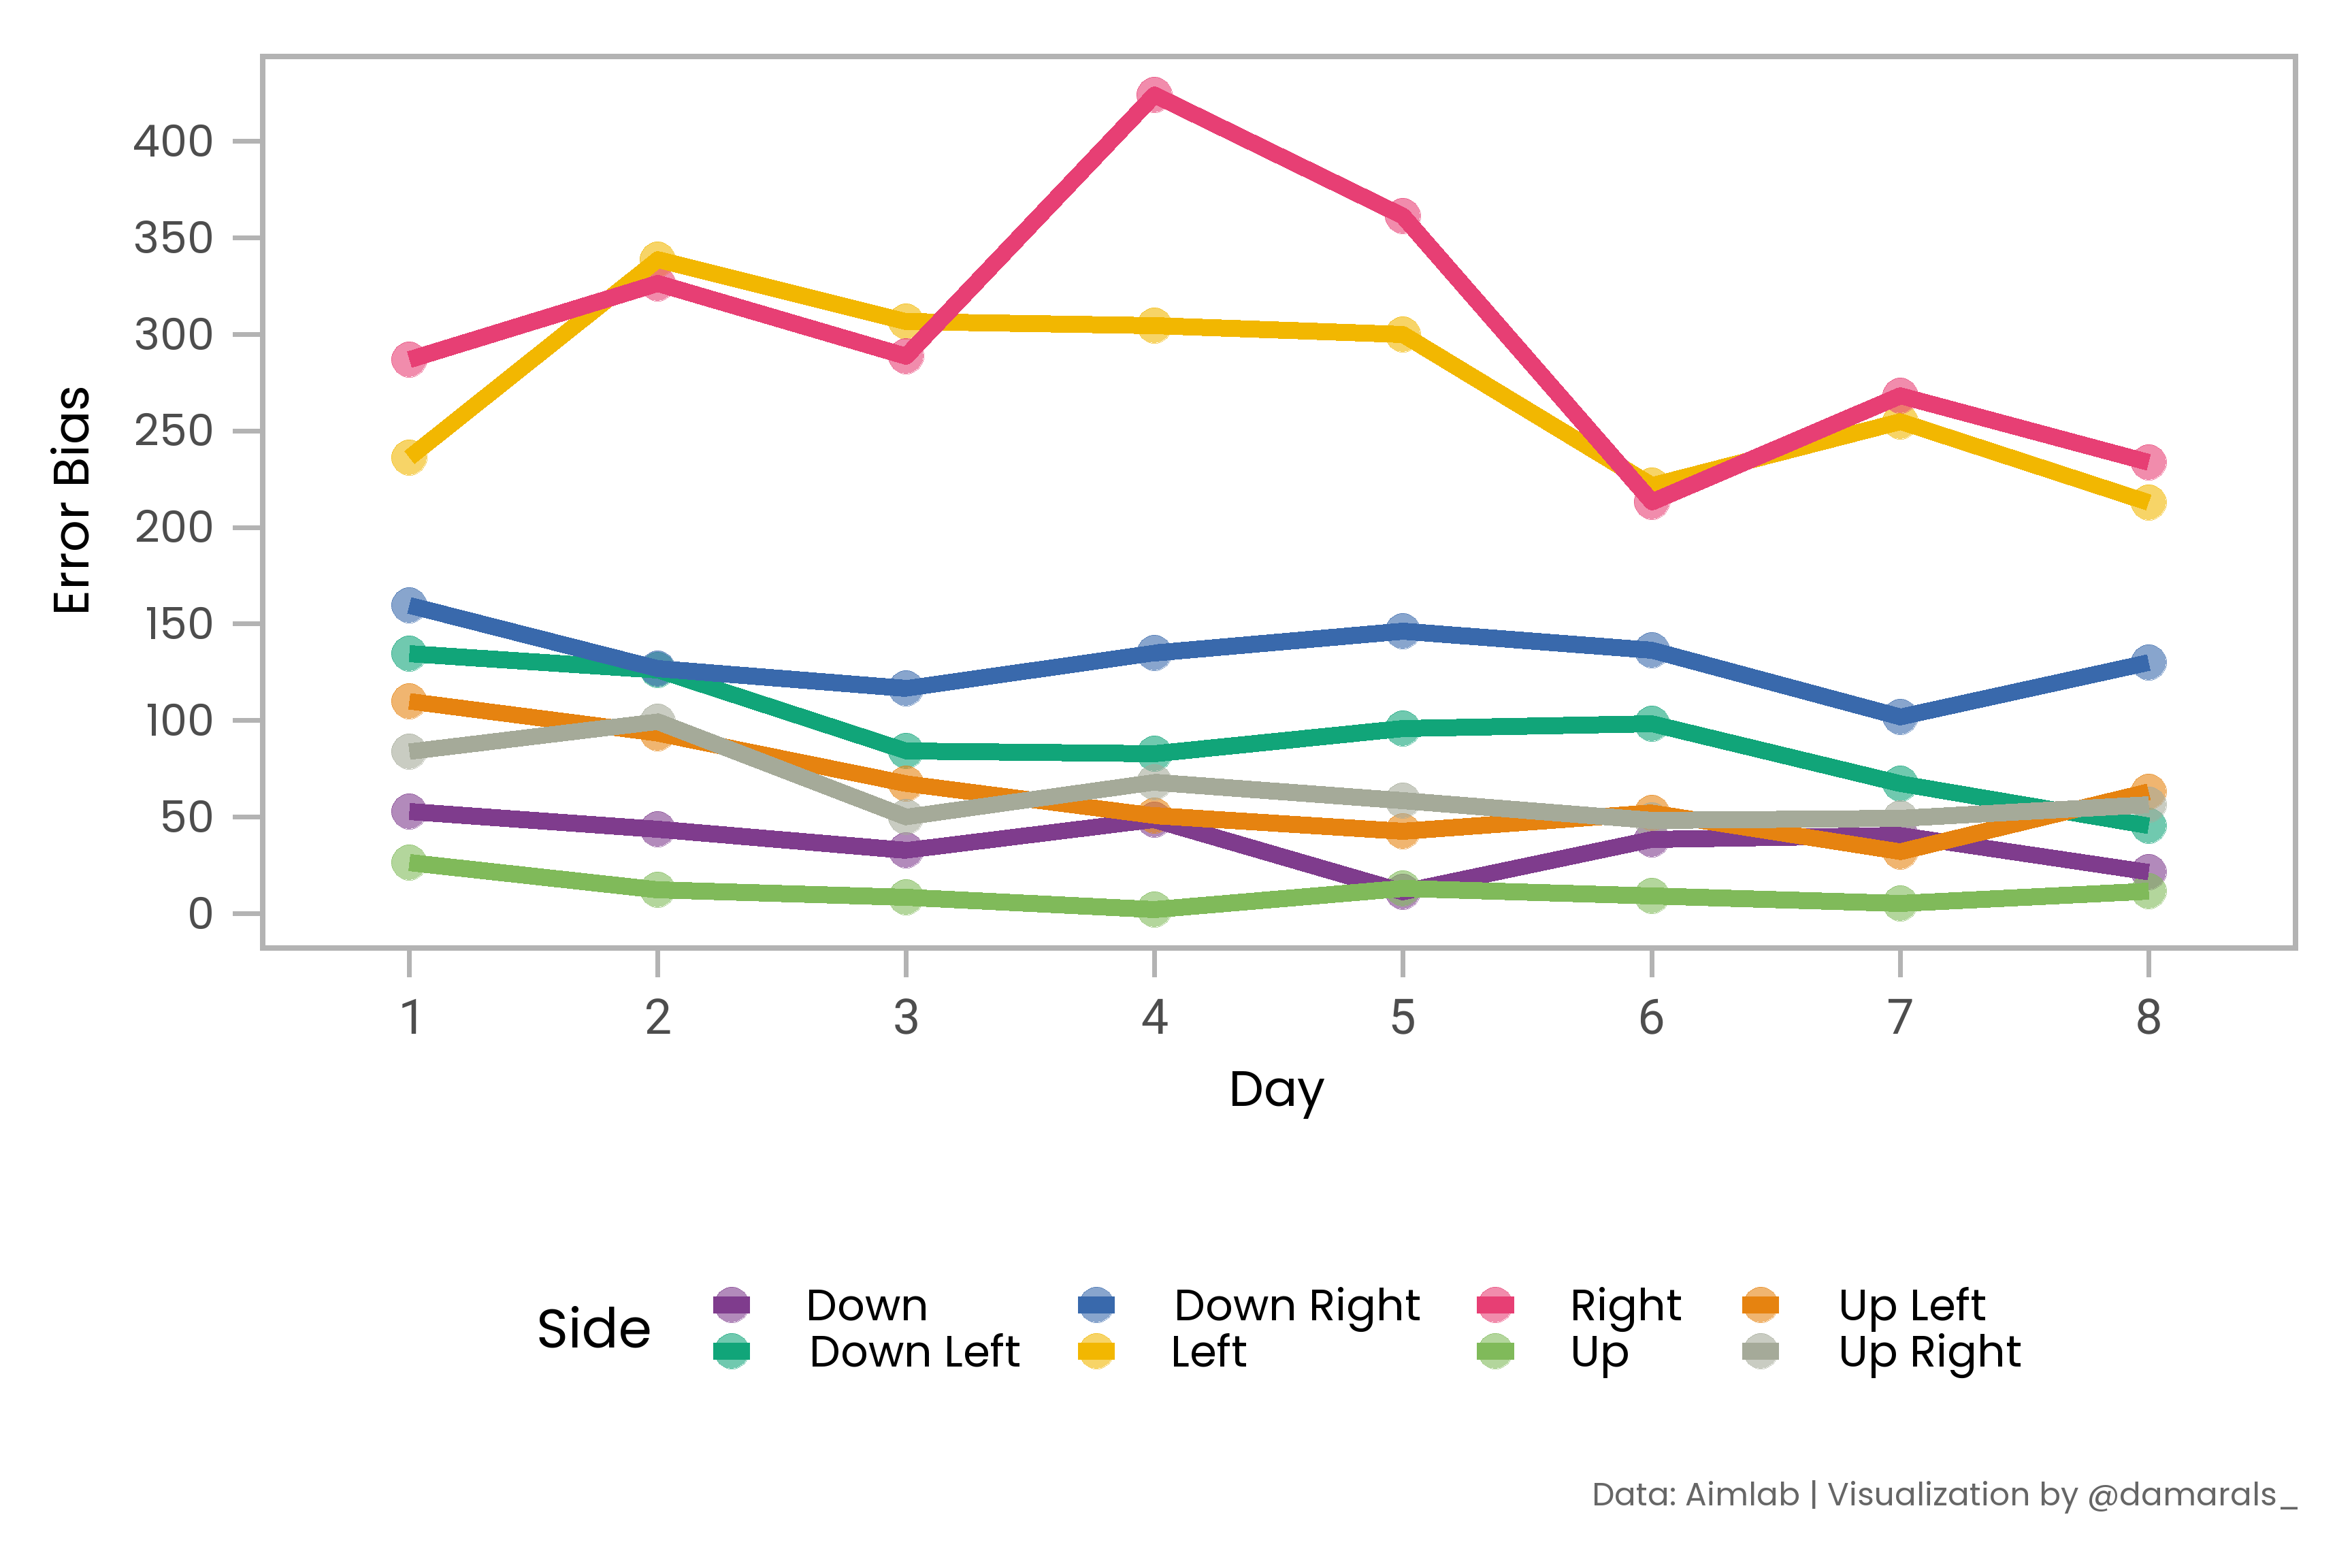 Error Bias
400
350
300
250
200
150
100
50
0
1 2 3 4 5 6 7 8
Day
Side
Down Down Right Right Up Left
Down Left Left Up Up Right
Data: Aimlab | Visualization by @damarals_